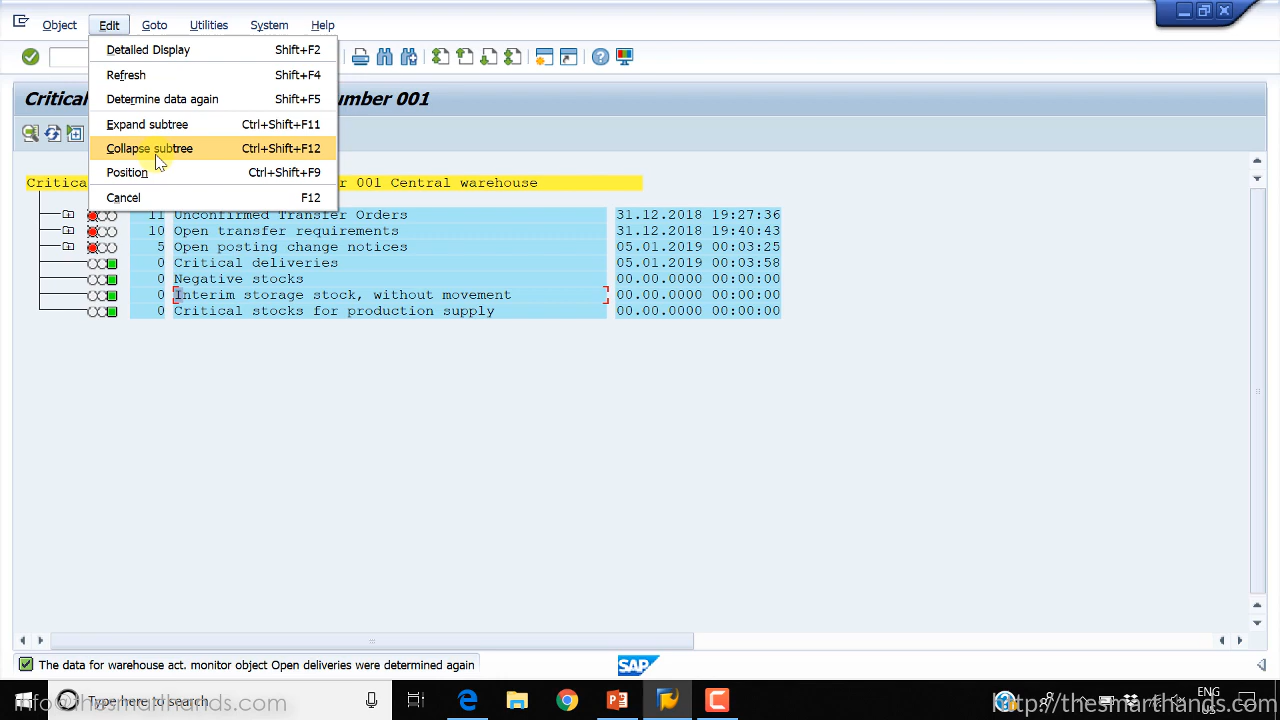 Object Edit Goto Utilities System Help
Detailed Display Shift+F2
Refresh Shift+F4
Determine data again Shift+F5
Critical umber 001
Expand subtree Ctrl+Shift+F11
Collapse subtree Ctrl+Shift+F12
Position Ctrl+Shift+F9
Critica r 001 Central warehouse
Cancel F12
11 Unconfirmed Transfer Orders 31.12.2018 19:27:36
10 Open transfer requirements 31.12.2018 19:40:43
5 Open posting change notices 05.01.2019 00:03:25
0 Critical deliveries 05.01.2019 00:03:58
0 Negative stocks 00.00.0000 00:00:00
0 Interim storage stock, without movement 00.00.0000 00:00:00
0 Critical stocks for production supply 00.00.0000 00:00:00
The data for warehouse act. monitor object Open deliveries were determined again
SAP
Type here to search
ENG
info@thesmarthands.com
http://thesmarthands.com